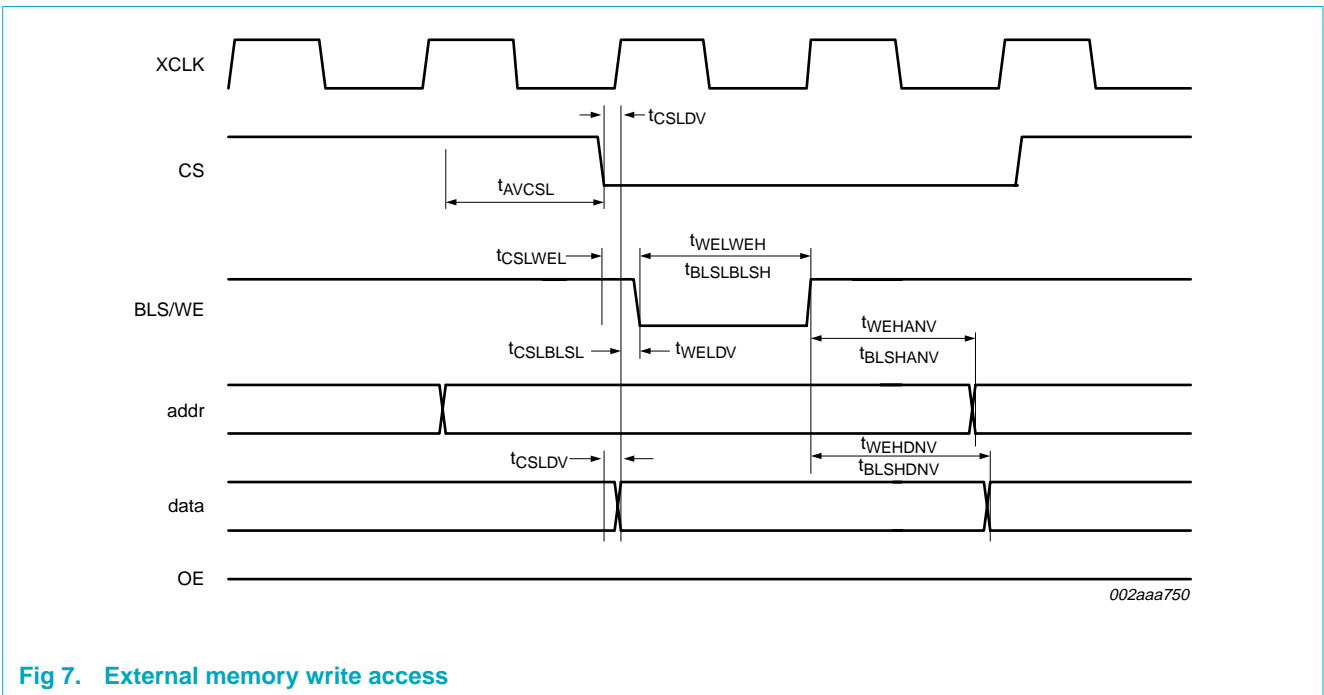 XCLK
tCSLDV
CS
tAVCSL
tCSLWEL
tWELWEH
tBLSLBLSH
BLS/WE
tWEHANV
tCSLBLSL
tWELDV
tBLSHANV
addr
tWEHDNV
tCSLDV
tBLSHDNV
data
OE
002aaa750
Fig 7. External memory write access